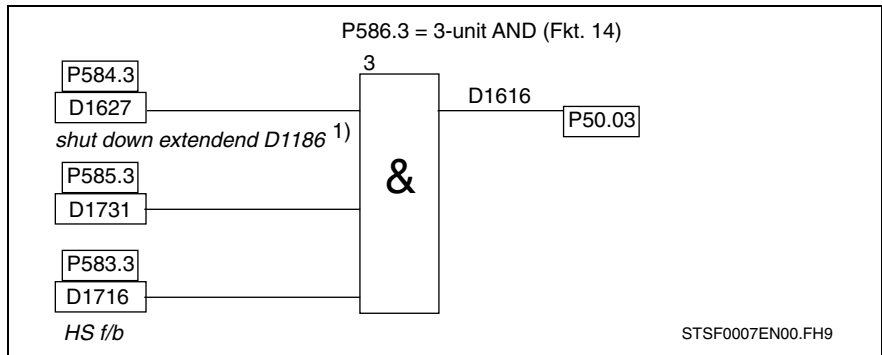 P586.3 = 3-unit AND (Fkt. 14)
3
P584.3
D1627
shut down extendend D1186 1)
D1616
P50.03
P585.3
D1731
&
P583.3
D1716
HS f/b
STSF0007EN00.FH9